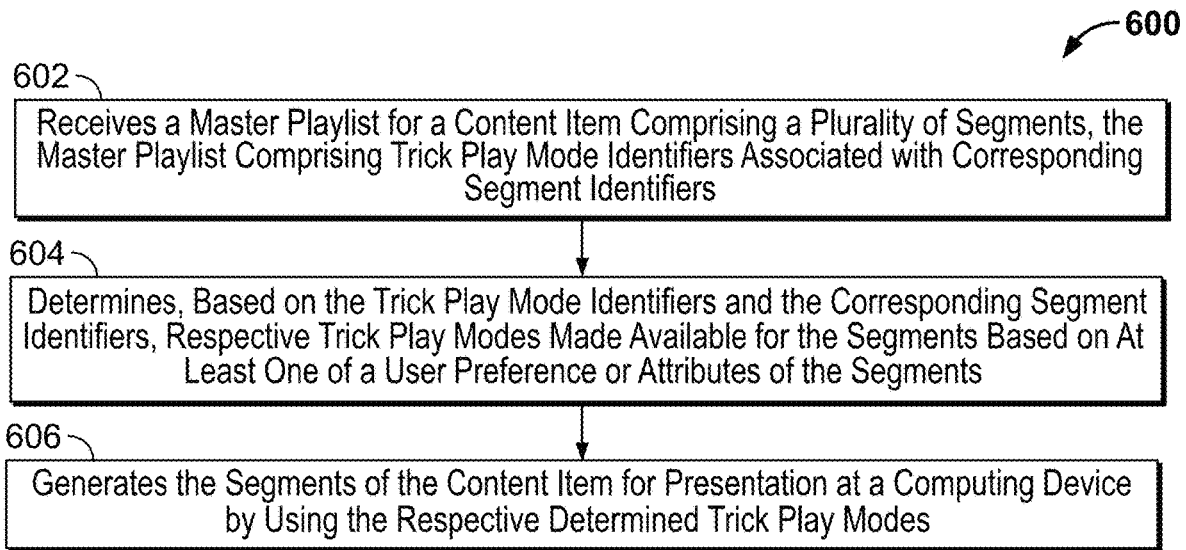 600
602
Receives a Master Playlist for a Content Item Comprising a Plurality of Segments, the
Master Playlist Comprising Trick Play Mode Identifiers Associated with Corresponding
Segment Identifiers
604
Determines, Based on the Trick Play Mode Identifiers and the Corresponding Segment
Identifiers, Respective Trick Play Modes Made Available for the Segments Based on At
Least One of a User Preference or Attributes of the Segments
606
Generates the Segments of the Content Item for Presentation at a Computing Device
by Using the Respective Determined Trick Play Modes